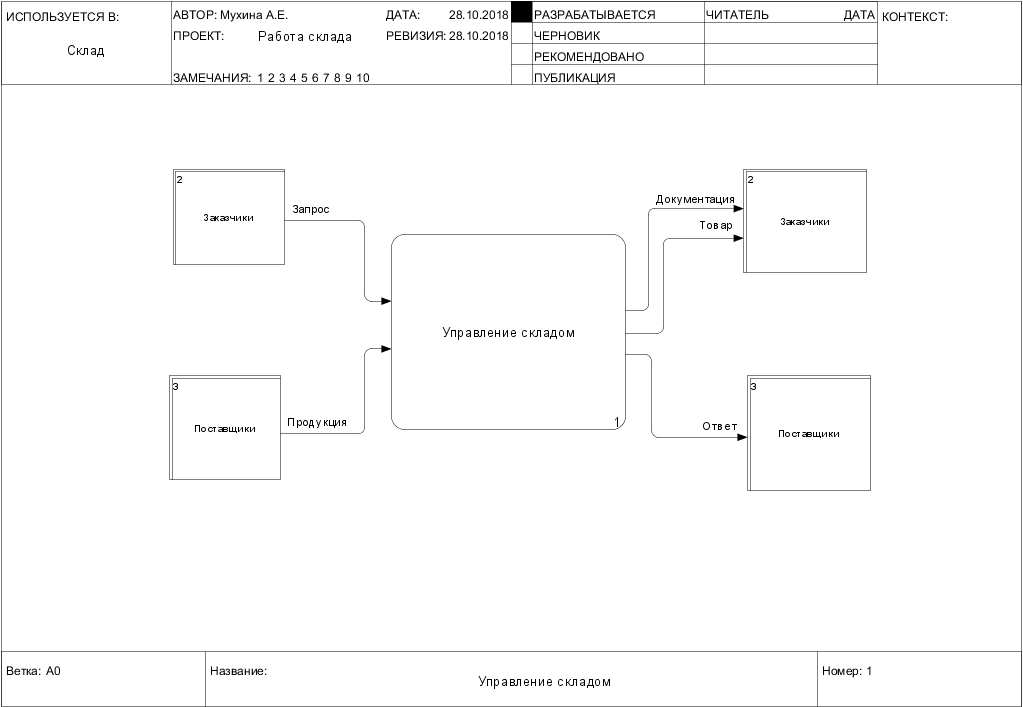 ИСПОЛЬЗУЕТСЯ В:
Склад
АВТОР: Мухина А.Е.
ДАТА: 28.10.2018
ПРОЕКТ: Работа склада
РЕВИЗИЯ: 28.10.2018
ЗАМЕЧАНИЯ: 1 2 3 4 5 6 7 8 9 10
РАЗРАБАТЫВАЕТСЯ
ЧЕРНОВИК
РЕКОМЕНДОВАНО
ПУБЛИКАЦИЯ
ЧИТАТЕЛЬ
ДАТА
КОНТЕКСТ:
2
Заказчики
Запрос
Документация
Товар
2
Заказчики
Управление складом
1
3
Поставщики
Продукция
Ответ
3
Поставщики
Ветка: A0
Название:
Управление складом
Номер: 1